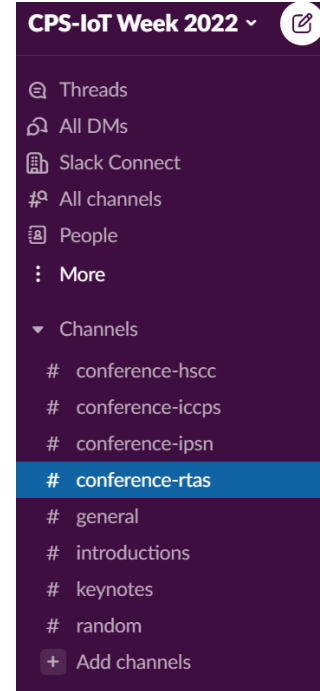 CPS-IoT Week 2022
Threads
All DMs
Slack Connect
All channels
People
More
Channels
# conference-hscc
# conference-iccps
# conference-ipsn
# conference-rtas
# general
# introductions
# keynotes
# random
+ Add channels